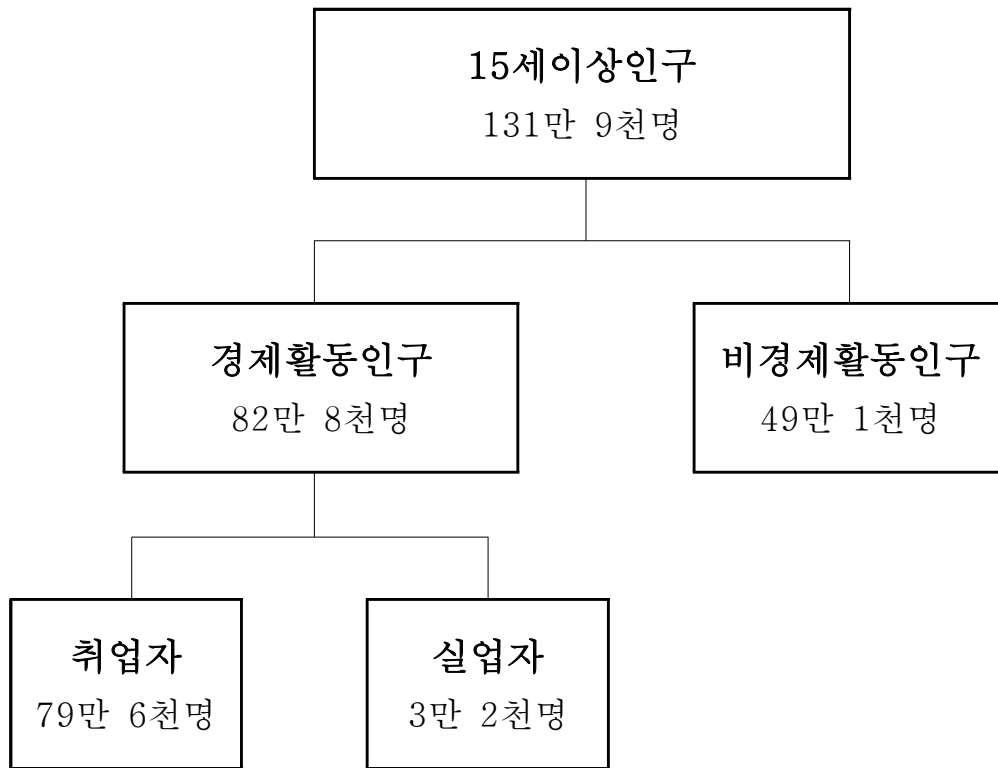 15세이상인구
131만 9천명
경제활동인구
82만 8천명
비경제활동인구
49만 1천명
취업자
79만 6천명
실업자
3만 2천명